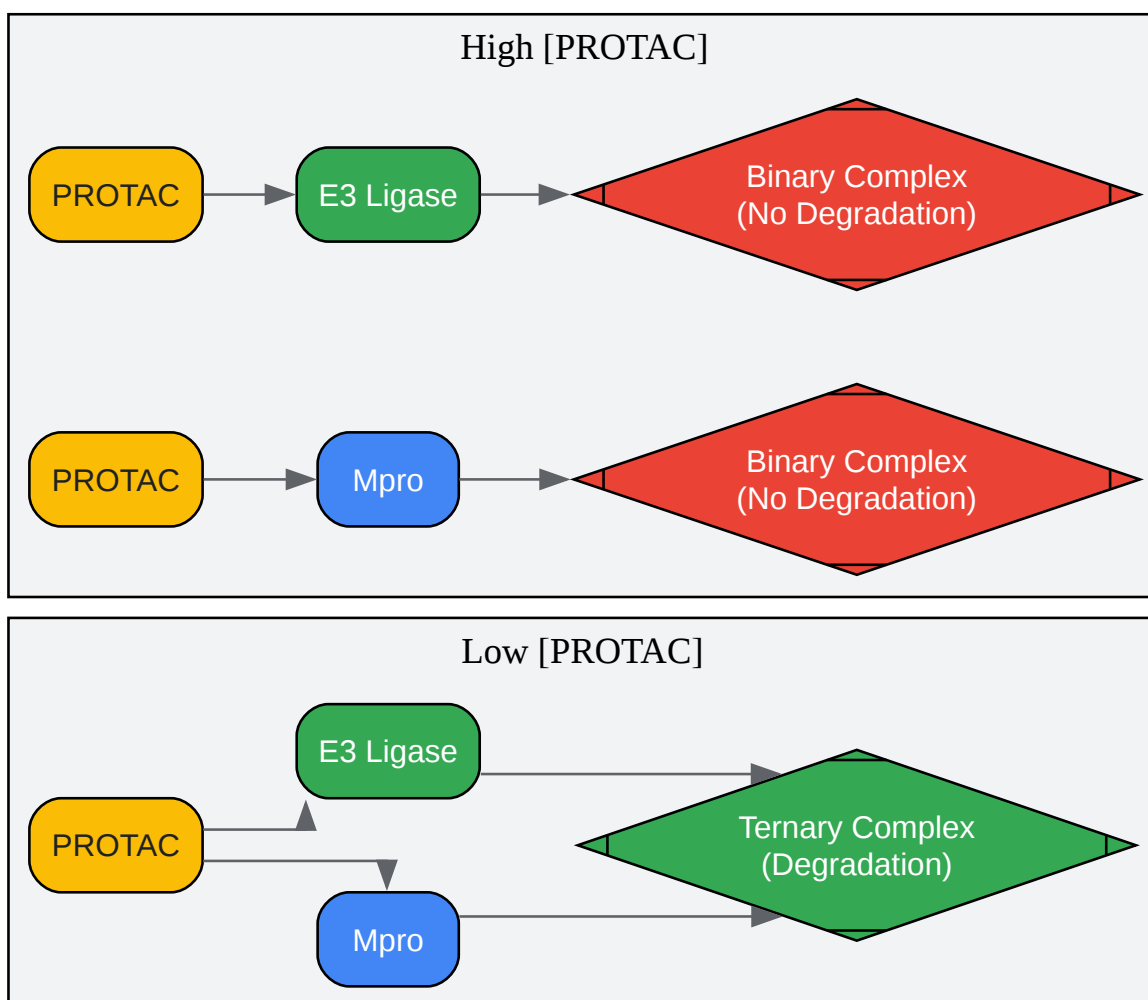 High [PROTAC]
PROTAC
E3 Ligase
Binary Complex
(No Degradation)
PROTAC
Mpro
Binary Complex
(No Degradation)
Low [PROTAC]
E3 Ligase
PROTAC
Ternary Complex
(Degradation)
Mpro